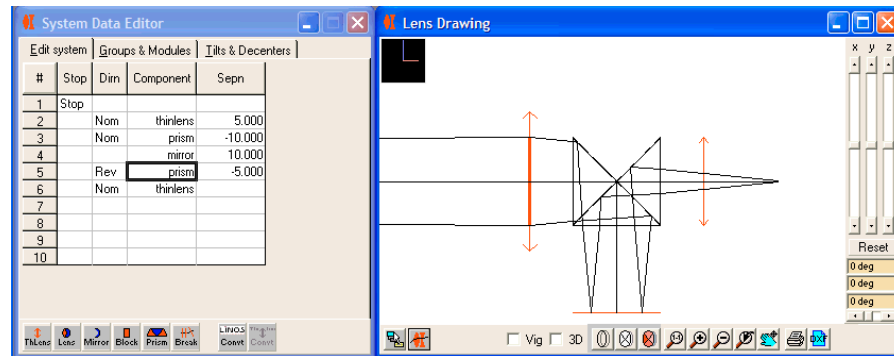 System Data Editor
Edit system Groups & Modules Tilts & Decenters
# Stop Dirn Component Sepn
1 Stop
2 Nom thinlens 5.000
3 Nom prism -10.000
4 mirror 10.000
5 Rev prism -5.000
6 Nom thinlens
7
8
9
10
ThLens Lens Mirror Block Prism Break LINOS Convt Convt
Lens Drawing
x y z
Reset
0 deg
0 deg
0 deg
Vig 3D
dxf